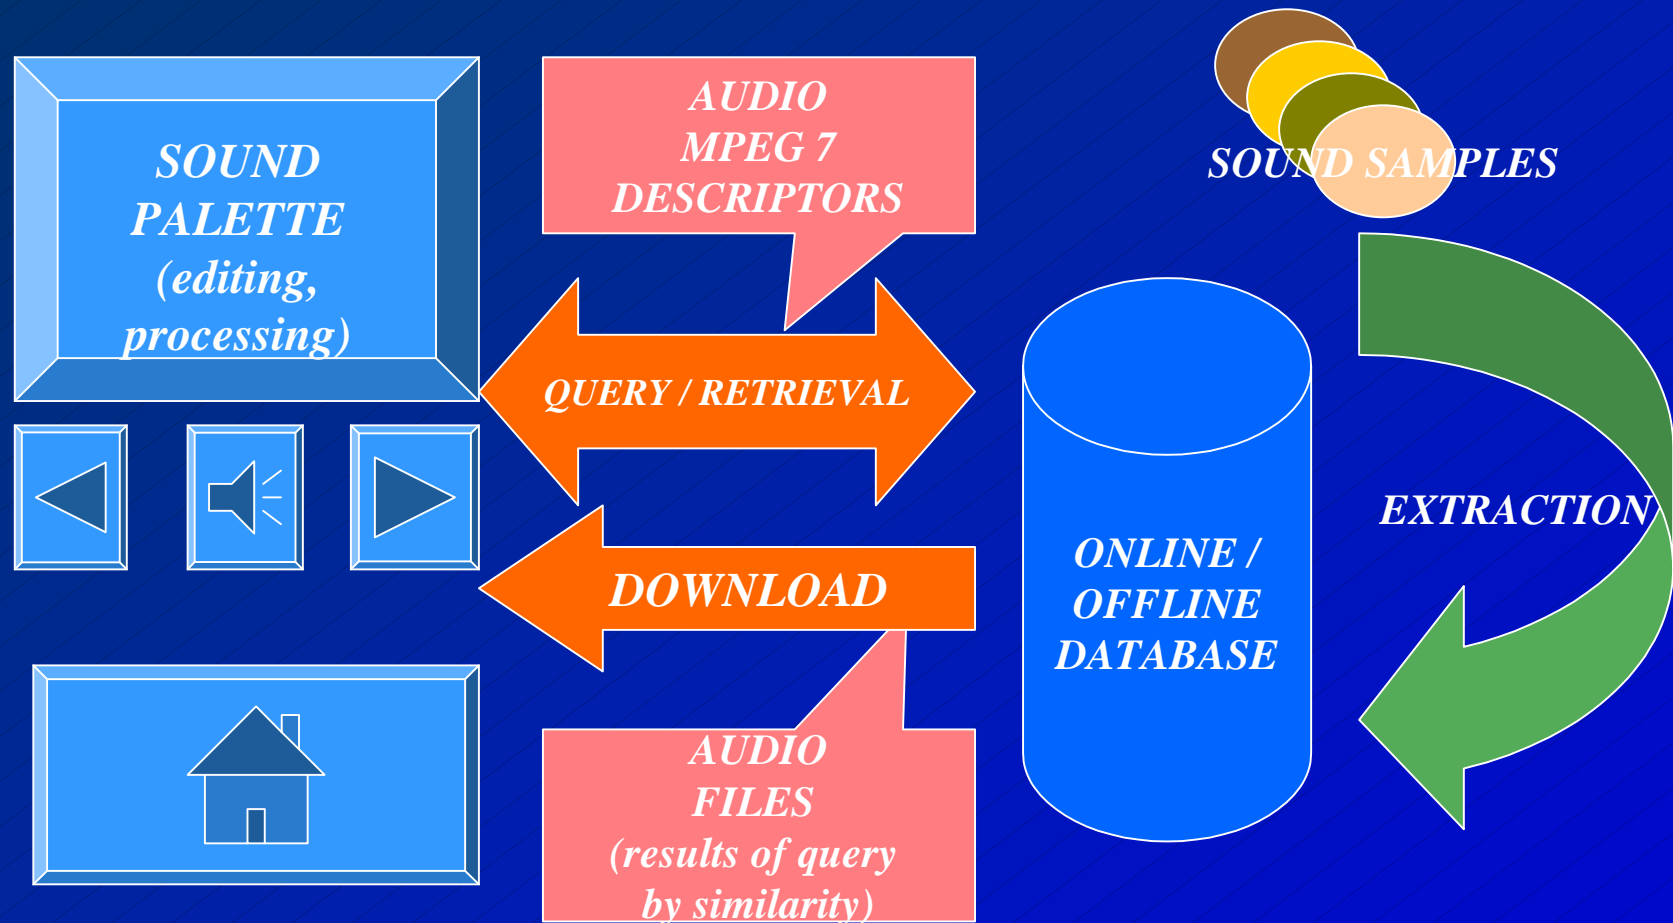 SOUND
PALETTE
(editing,
processing)
AUDIO
MPEG 7
DESCRIPTORS
SOUND SAMPLES
QUERY / RETRIEVAL
DOWNLOAD
ONLINE /
OFFLINE
DATABASE
EXTRACTION
AUDIO
FILES
(results of query
by similarity)